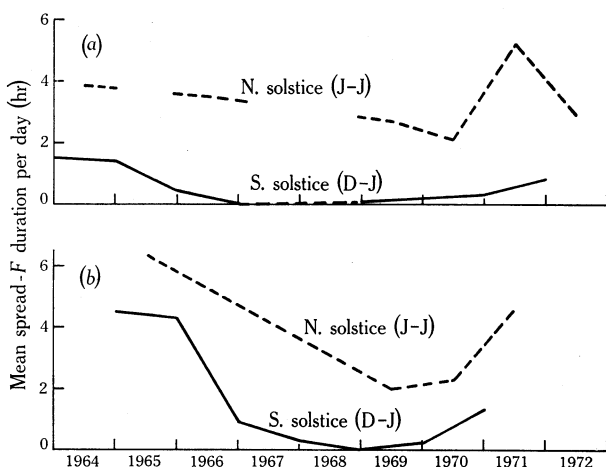 Mean spread-F duration per day (hr)
6
(a)
4
N. solstice (J–J)
2
S. solstice (D–J)
0
(b)
6
4
N. solstice (J–J)
2
S. solstice (D–J)
0
1964 1965 1966 1967 1968 1969 1970 1971 1972